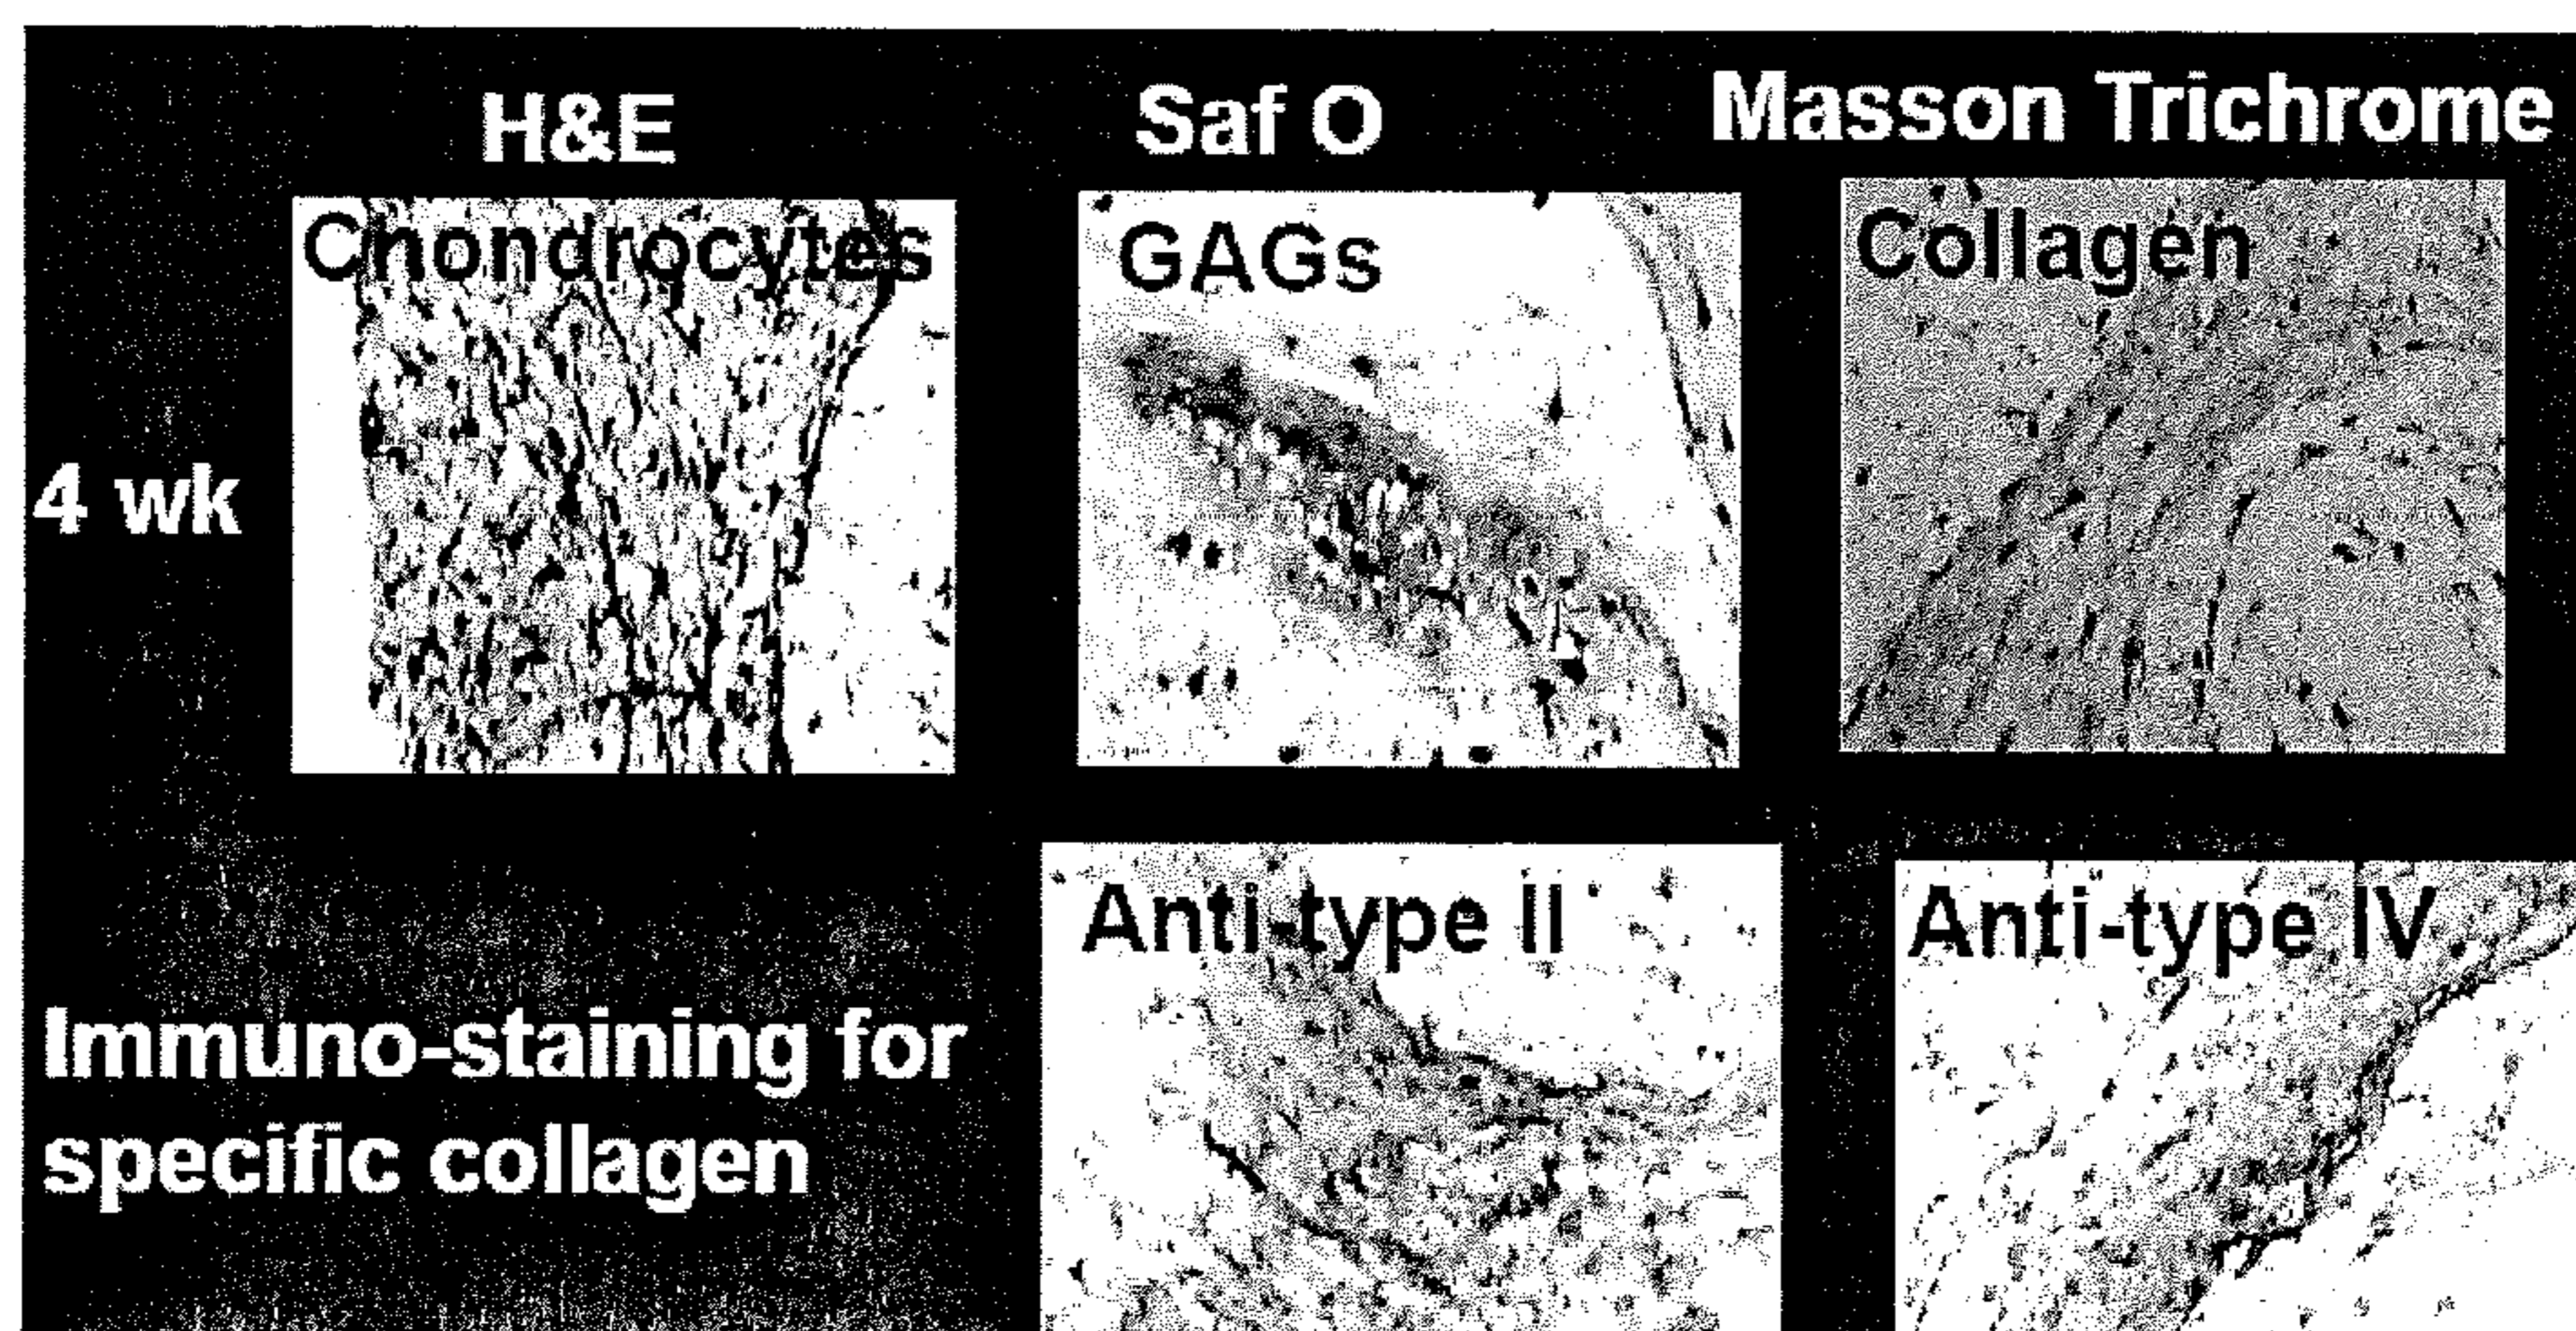 H&E
Saf O
Masson Trichrome
Chondrocytes
GAGs
Collagen
4 wk
Anti-type II
Anti-type IV
Immuno-staining for
specific collagen